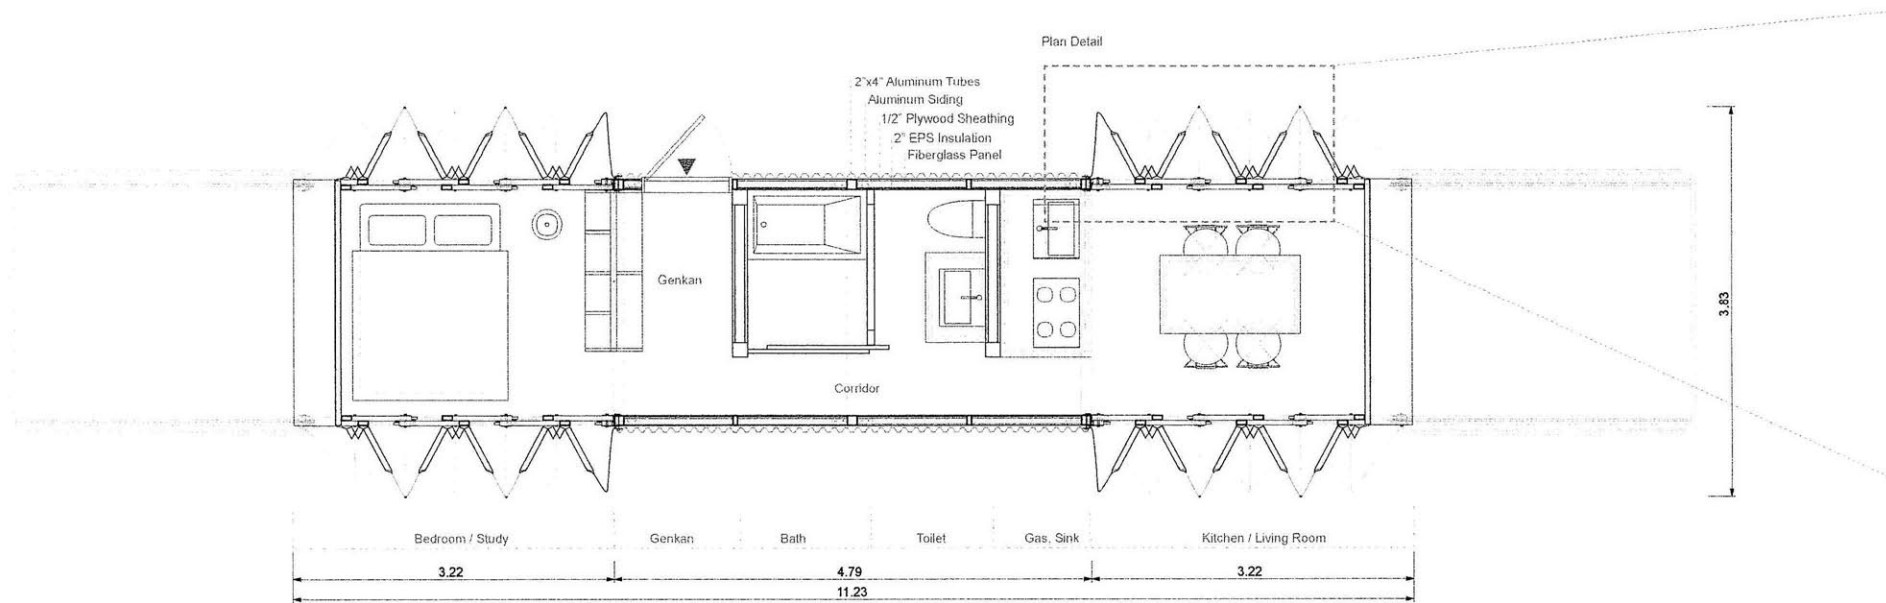 Plan Detail
2"x4" Aluminum Tubes
Aluminum Siding
1/2" Plywood Sheathing
2" EPS Insulation
Fiberglass Panel
Genkan
3.83
Corridor
Bedroom / Study
Genkan
Bath
Toilet
Gas, Sink
Kitchen / Living Room
3.22
4.79
3.22
11.23